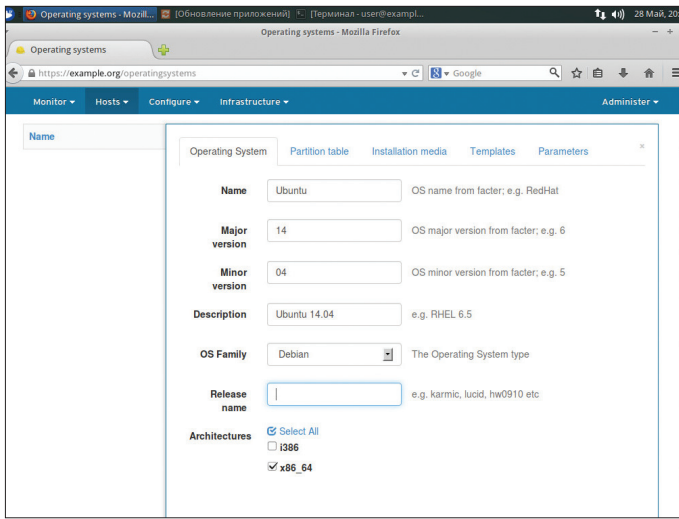 Operating systems - Mozill... [Обновление приложений] [Терминал - user@exampl... 28 Май, 20:
Operating systems - Mozilla Firefox
Operating systems
https://example.org/operatingsystems Google
Monitor Hosts Configure Infrastructure Administer
Name
Operating System Partition table Installation media Templates Parameters ×
Name Ubuntu OS name from facter; e.g. RedHat
Major version 14 OS major version from facter; e.g. 6
Minor version 04 OS minor version from facter; e.g. 5
Description Ubuntu 14.04 e.g. RHEL 6.5
OS Family Debian The Operating System type
Release name e.g. karmic, lucid, hw0910 etc
Architectures Select All
i386
x86_64